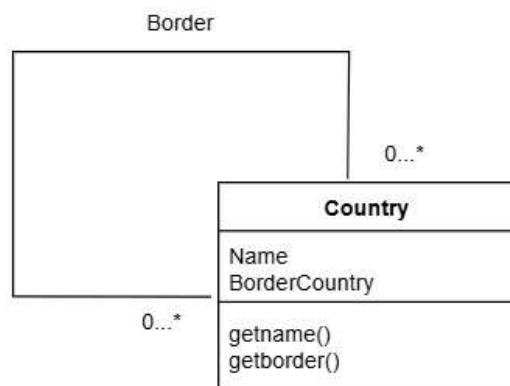 Border
0...*
Country
Name
BorderCountry
0...*
getname()
getborder()